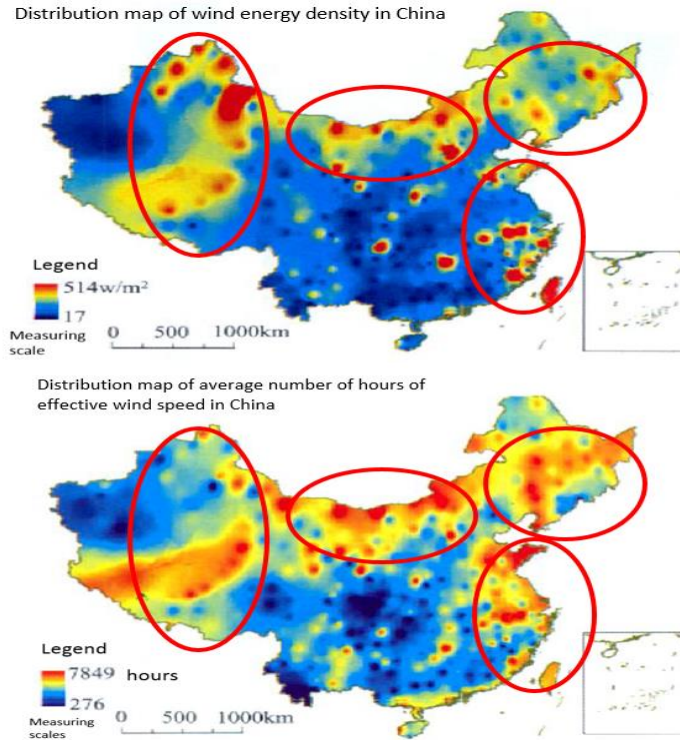 Distribution map of wind energy density in China
Legend
514w/m²
17
Measuring
scale
0 500 1000km
Distribution map of average number of hours of
effective wind speed in China
Legend
7849 hours
276
Measuring
scales
0 500 1000km